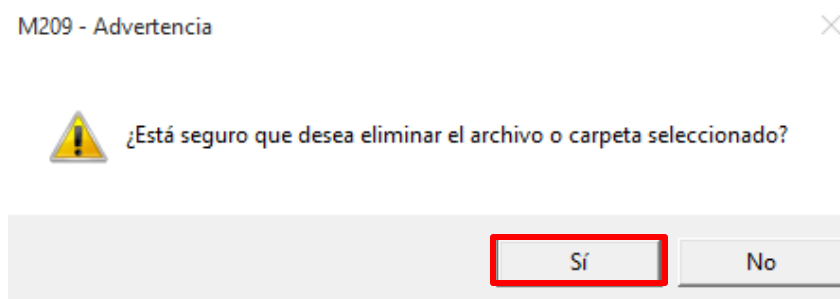 M209 - Advertencia
¿Está seguro que desea eliminar el archivo o carpeta seleccionado?
Sí
No